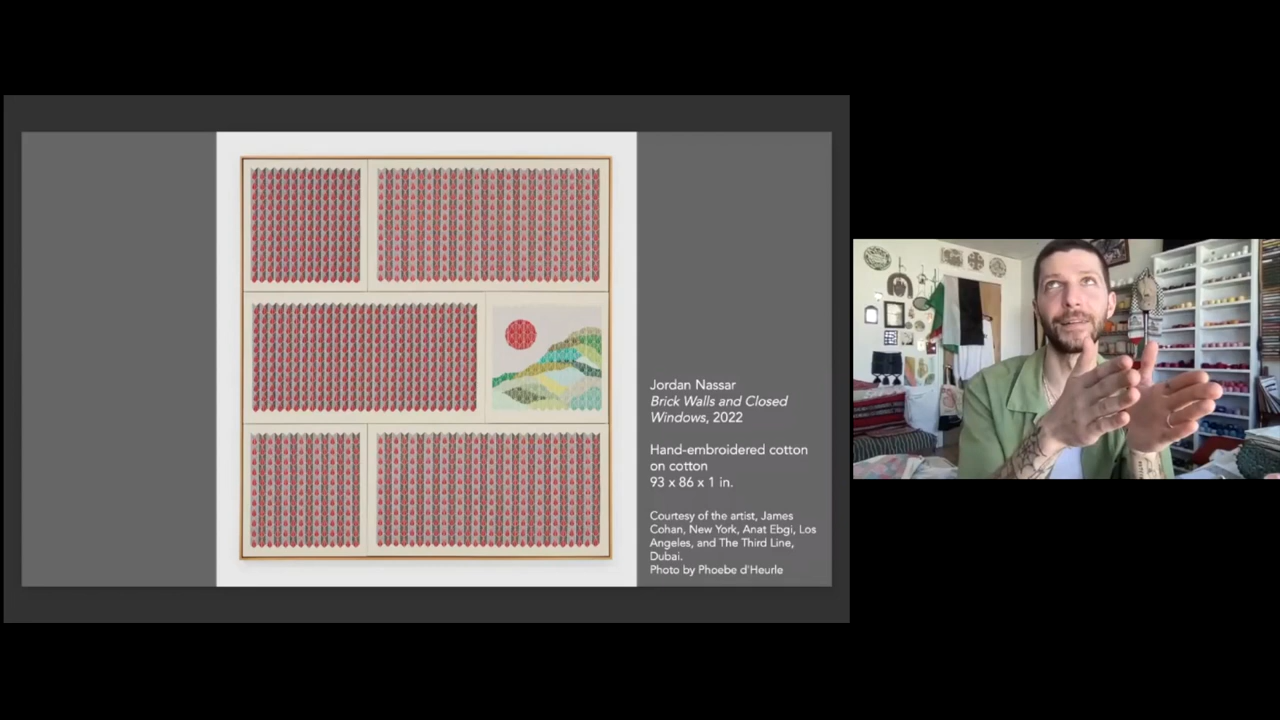 Jordan Nassar
Brick Walls and Closed
Windows, 2022
Hand-embroidered cotton
on cotton
93 x 86 x 1 in.
Courtesy of the artist, James
Cohan, New York, Anat Ebgi, Los
Angeles, and The Third Line,
Dubai.
Photo by Phoebe d'Heurle